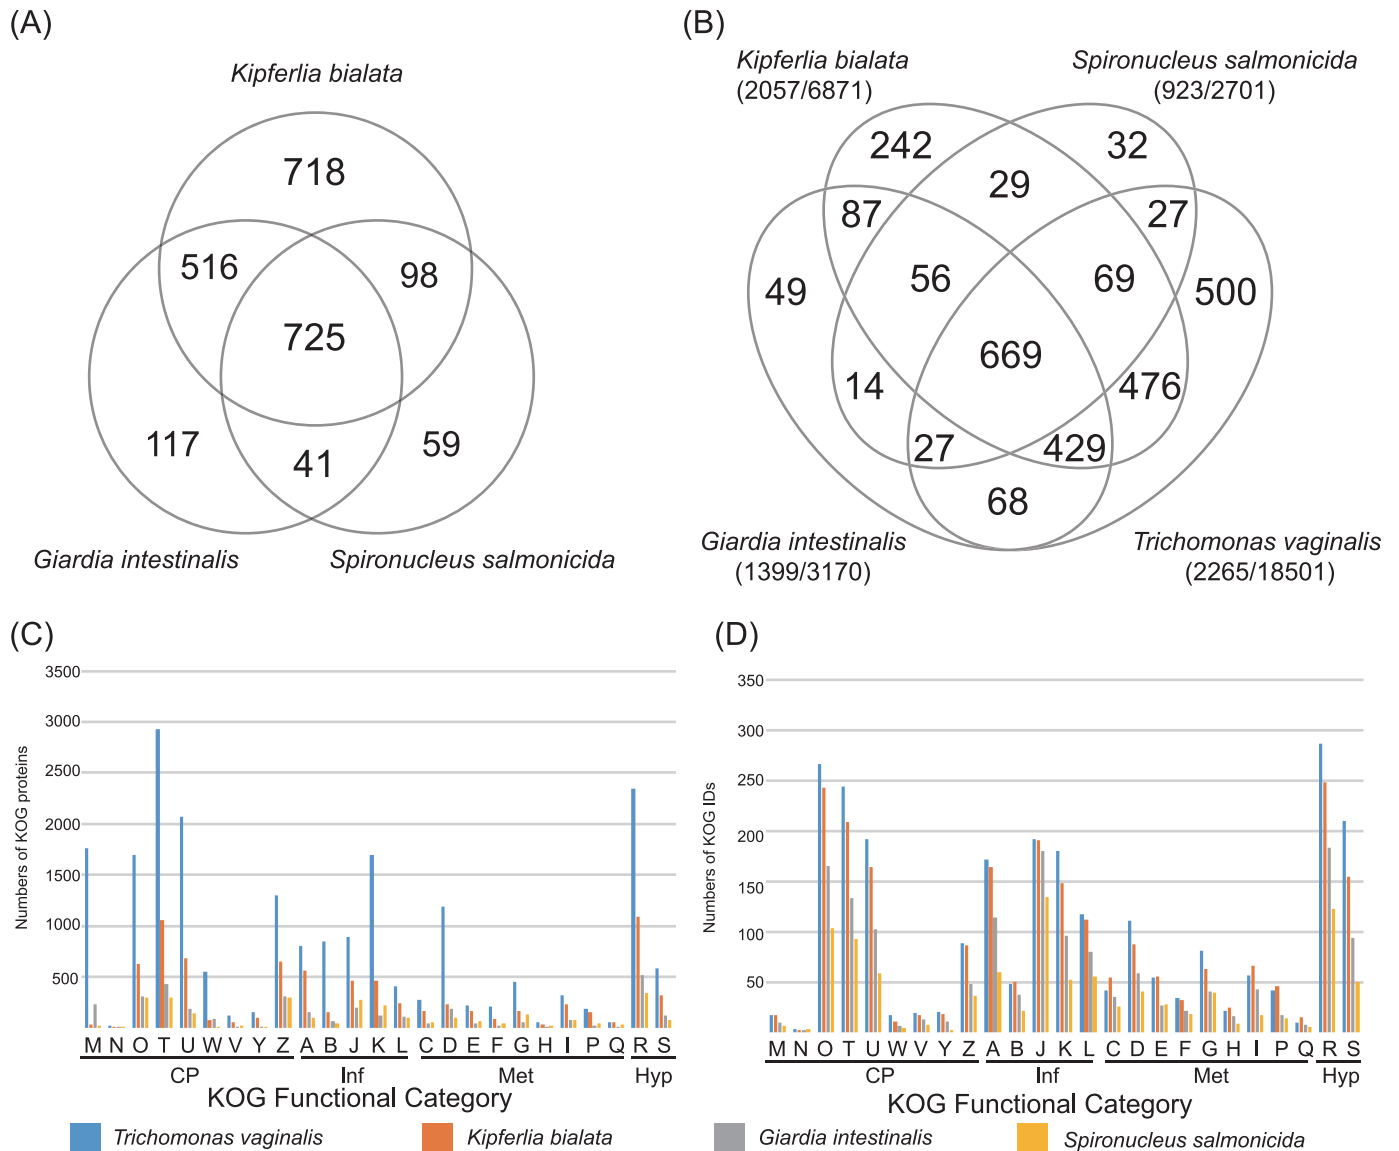 (A)
Kipferlia bialata
718
516
98
725
117
41
59
Giardia intestinalis
Spironucleus salmonicida
(B)
Kipferlia bialata
(2057/6871)
Spironucleus salmonicida
(923/2701)
242
32
29
87
27
49
56
69
500
669
14
476
27
429
68
Giardia intestinalis
(1399/3170)
Trichomonas vaginalis
(2265/18501)
(C)
Numbers of KOG proteins
3500
3000
2500
2000
1500
1000
500
M N O T U W V Y Z A B J K L C D E F G H I P Q R S
CP Inf Met Hyp
KOG Functional Category
(D)
Numbers of KOG IDs
350
300
250
200
150
100
50
M N O T U W V Y Z A B J K L C D E F G H I P Q R S
CP Inf Met Hyp
KOG Functional Category
Trichomonas vaginalis
Kipferlia bialata
Giardia intestinalis
Spironucleus salmonicida